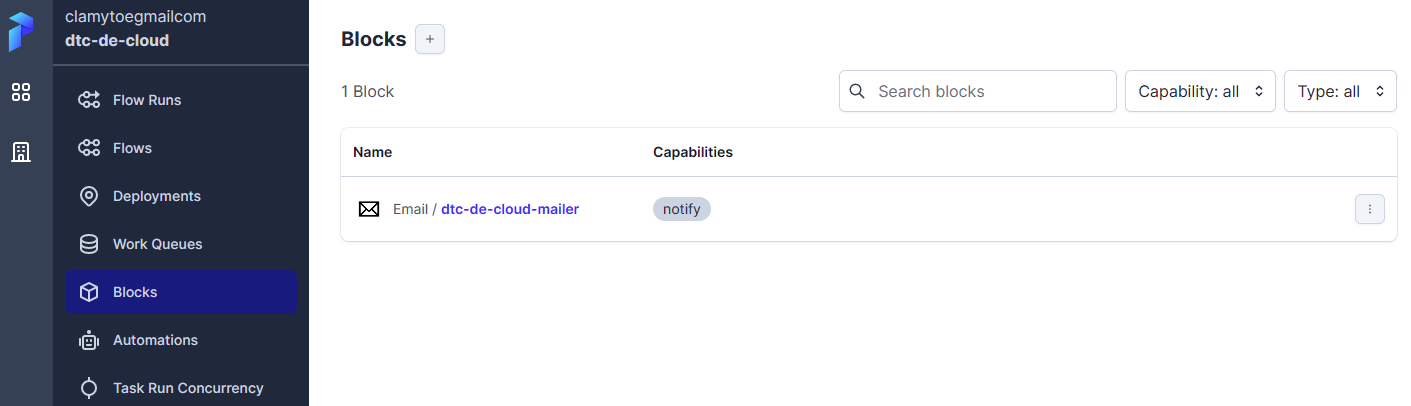 clamytoegmailcom
dtc-de-cloud
Flow Runs
Flows
Deployments
Work Queues
Blocks
Automations
Task Run Concurrency
Blocks +
1 Block
Search blocks
Capability: all
Type: all
Name Capabilities
Email / dtc-de-cloud-mailer notify